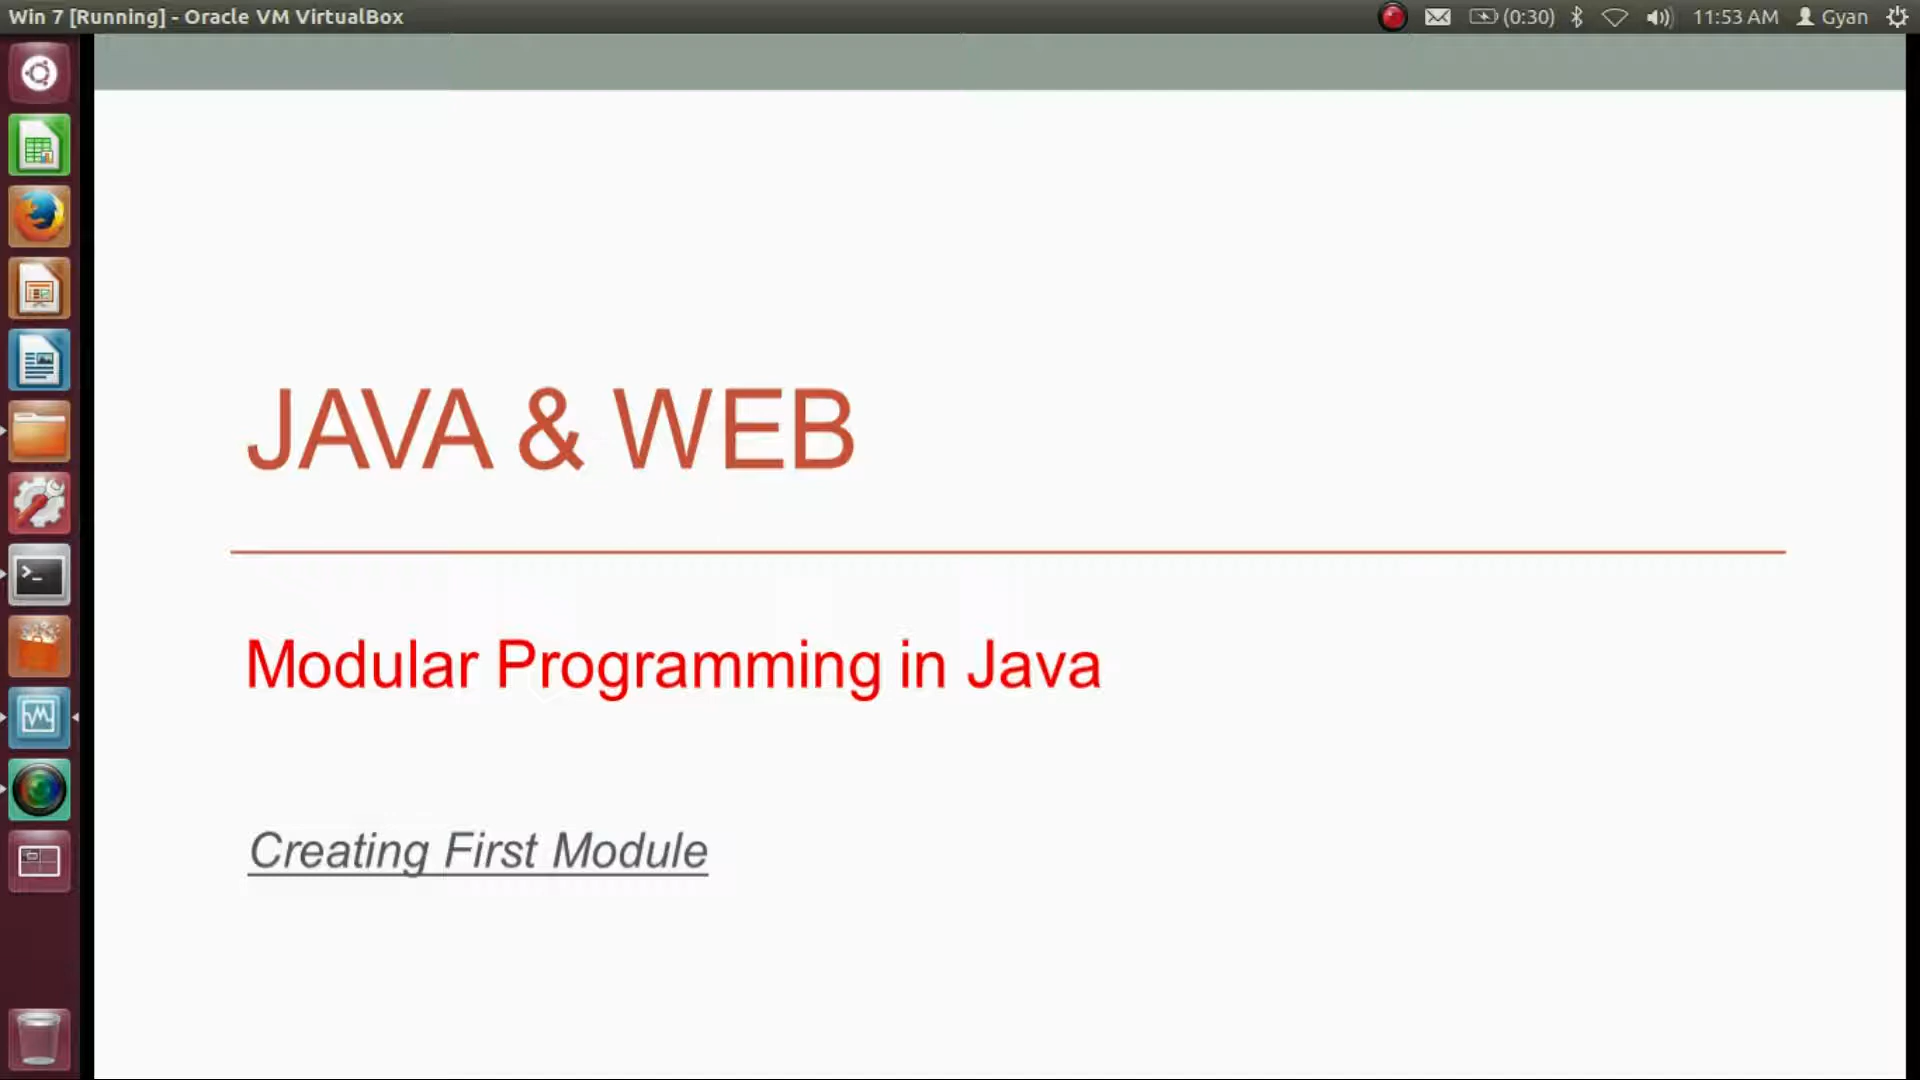 Win 7 [Running] - Oracle VM VirtualBox (0:30) 11:53 AM Gyan
JAVA & WEB
Modular Programming in Java
Creating First Module